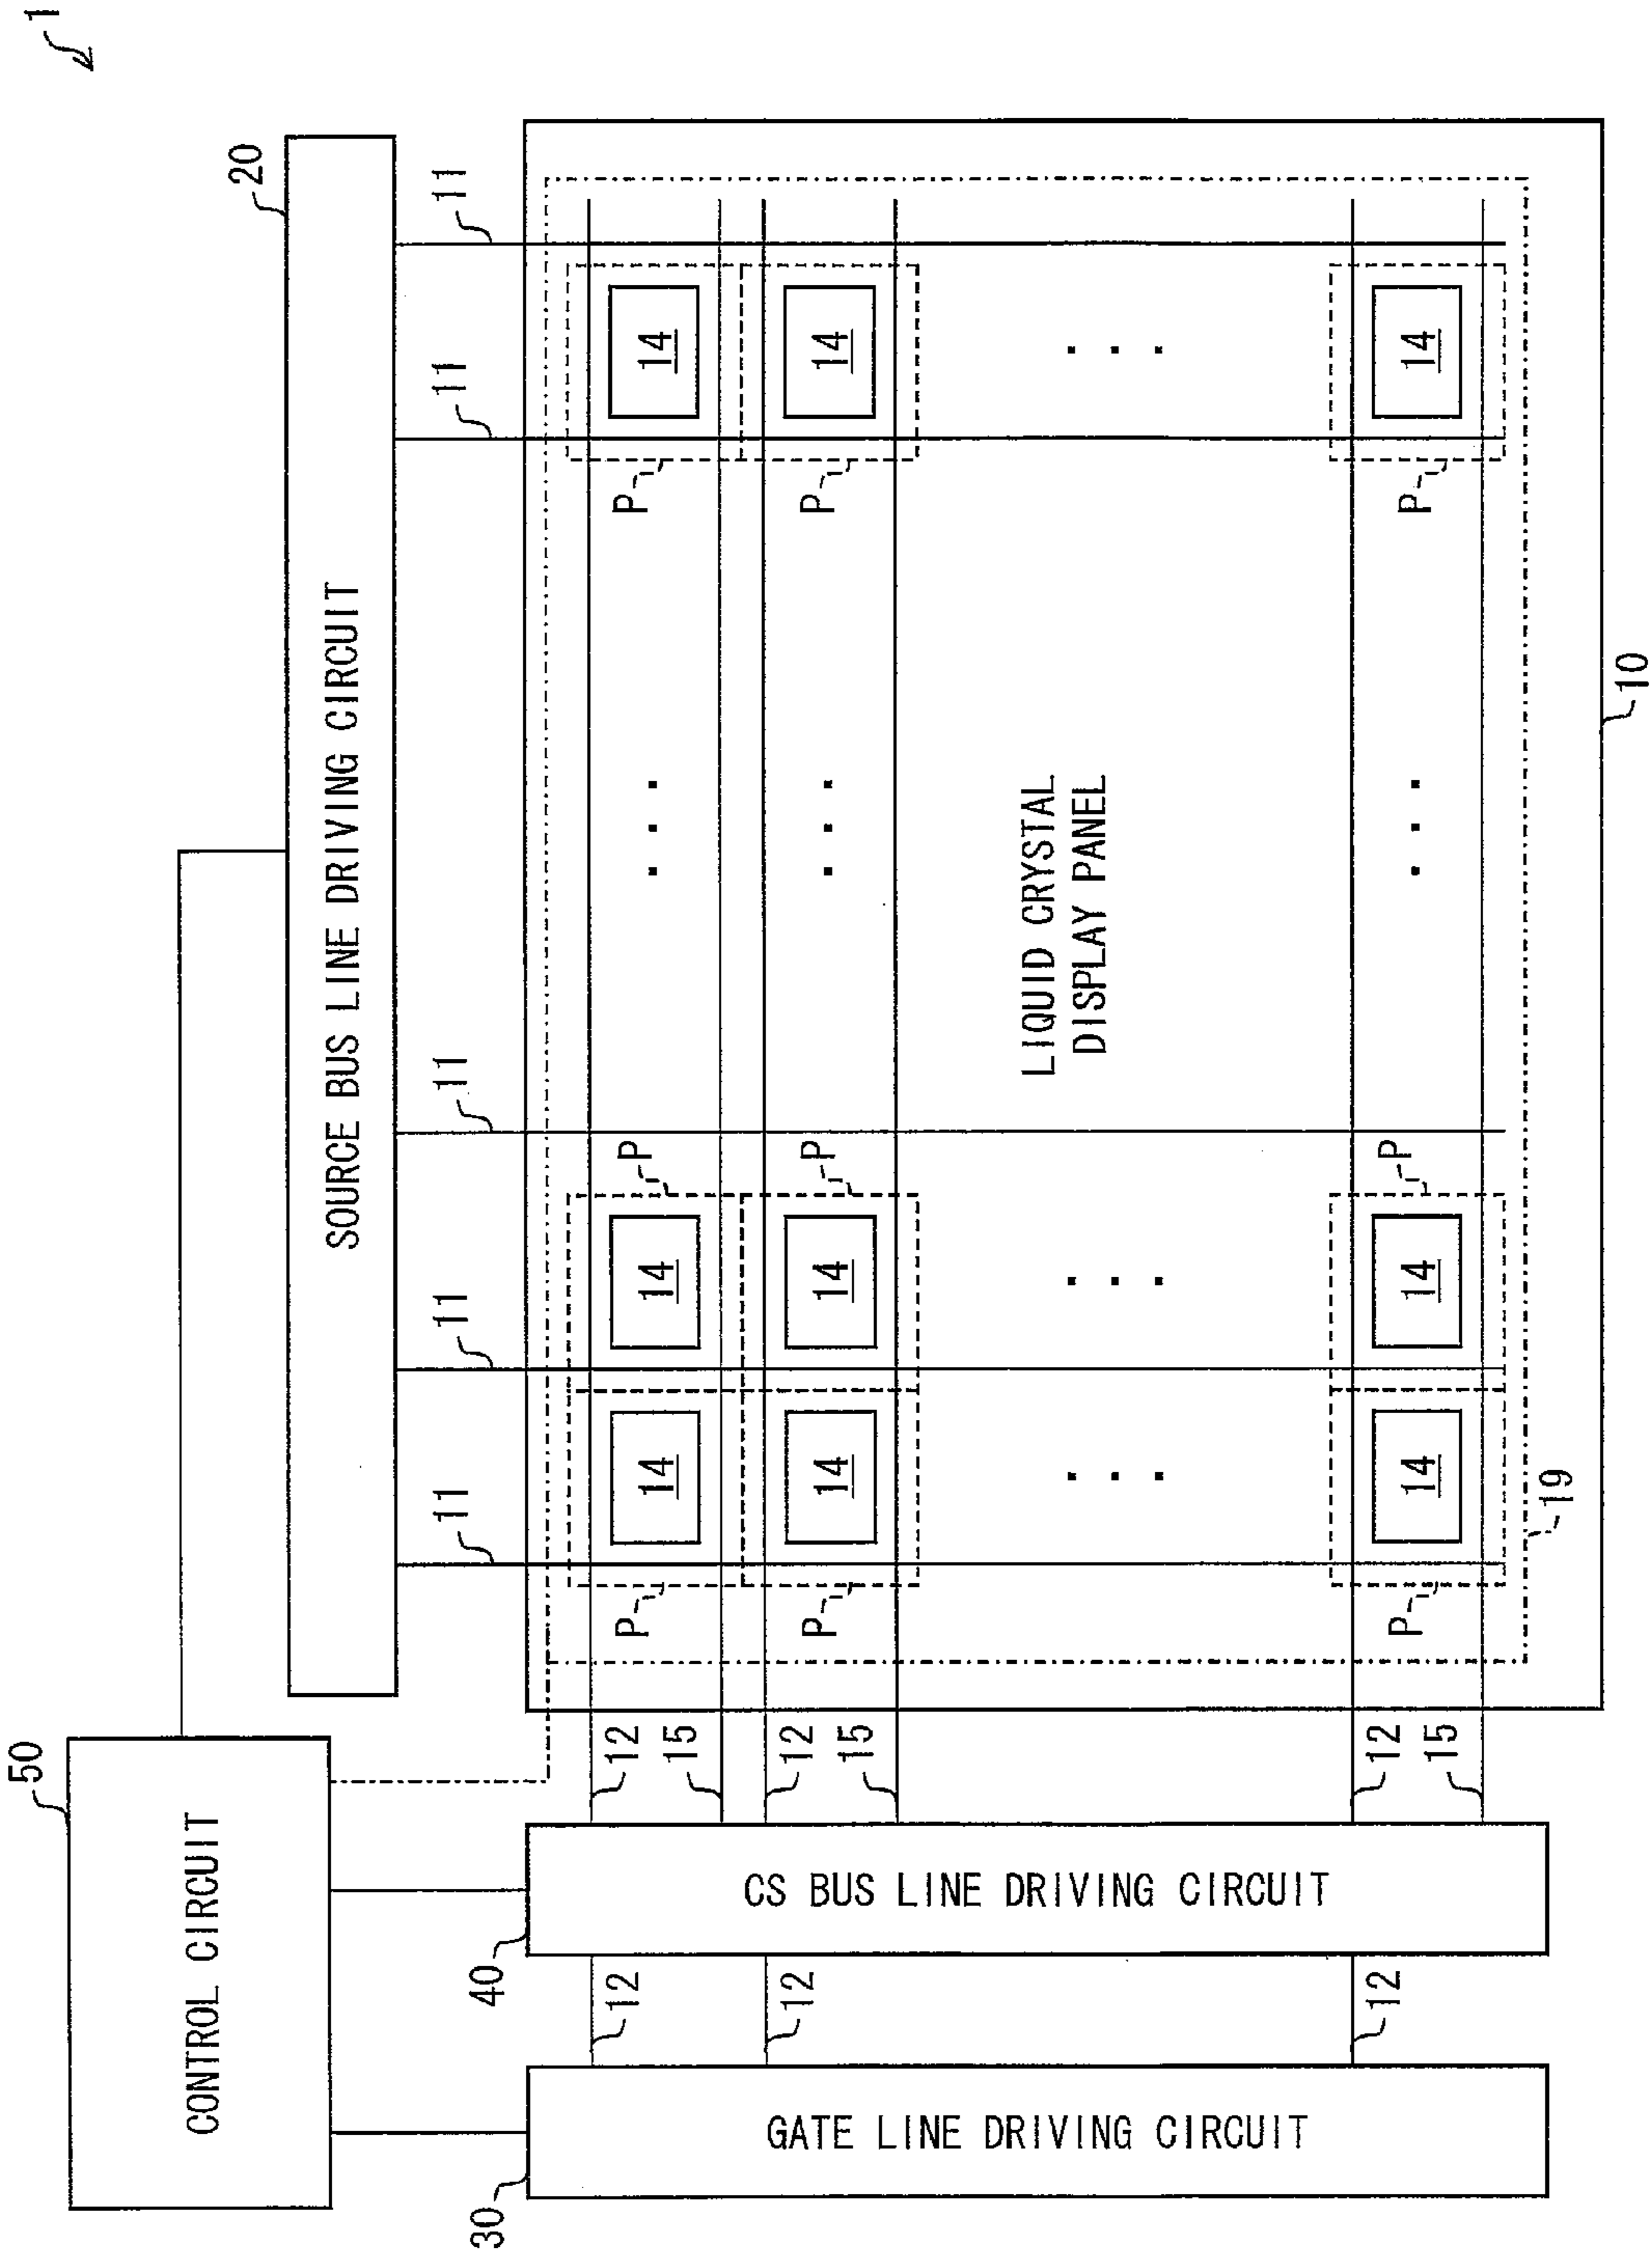 1
50
CONTROL CIRCUIT
20
SOURCE BUS LINE DRIVING CIRCUIT
11
11
11
11
11
30
40
12
12
P
14
14
P
P
14
15
12
12
P
14
14
P
P
14
15
GATE LINE DRIVING CIRCUIT
CS BUS LINE DRIVING CIRCUIT
LIQUID CRYSTAL
DISPLAY PANEL
12
12
P
14
14
P
P
14
15
19
10